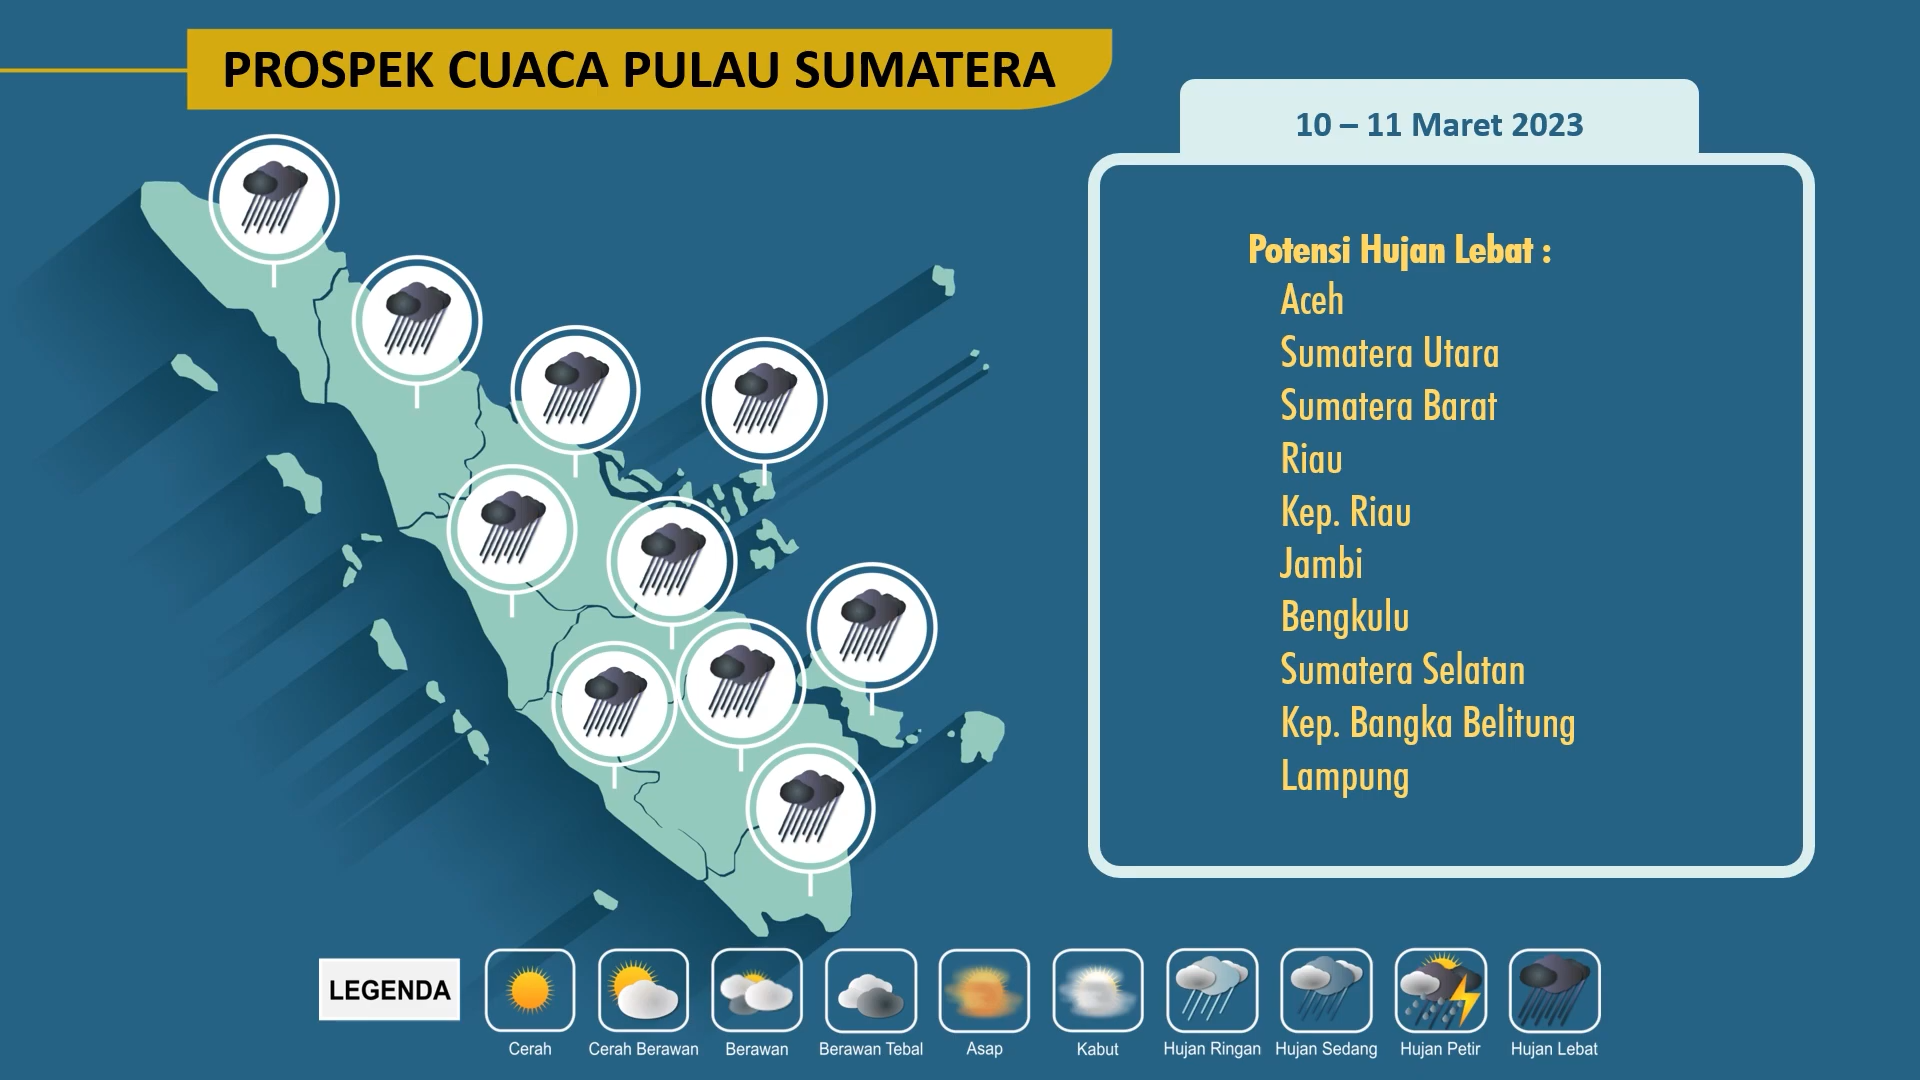 PROSPEK CUACA PULAU SUMATERA
10 – 11 Maret 2023
Potensi Hujan Lebat :
Aceh
Sumatera Utara
Sumatera Barat
Riau
Kep. Riau
Jambi
Bengkulu
Sumatera Selatan
Kep. Bangka Belitung
Lampung
LEGENDA
Cerah
Cerah Berawan
Berawan
Berawan Tebal
Asap
Kabut
Hujan Ringan
Hujan Sedang
Hujan Petir
Hujan Lebat